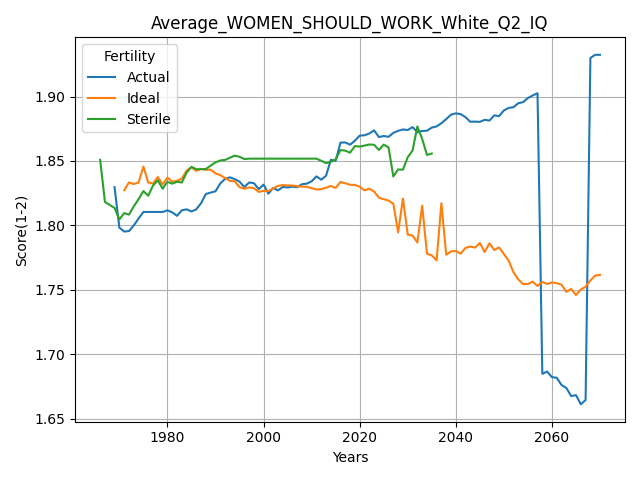 Average_WOMEN_SHOULD_WORK_White_Q2_IQ
Fertility
Actual
Ideal
Sterile
Score(1-2)
1.90
1.85
1.80
1.75
1.70
1.65
1980
2000
2020
2040
2060
Years